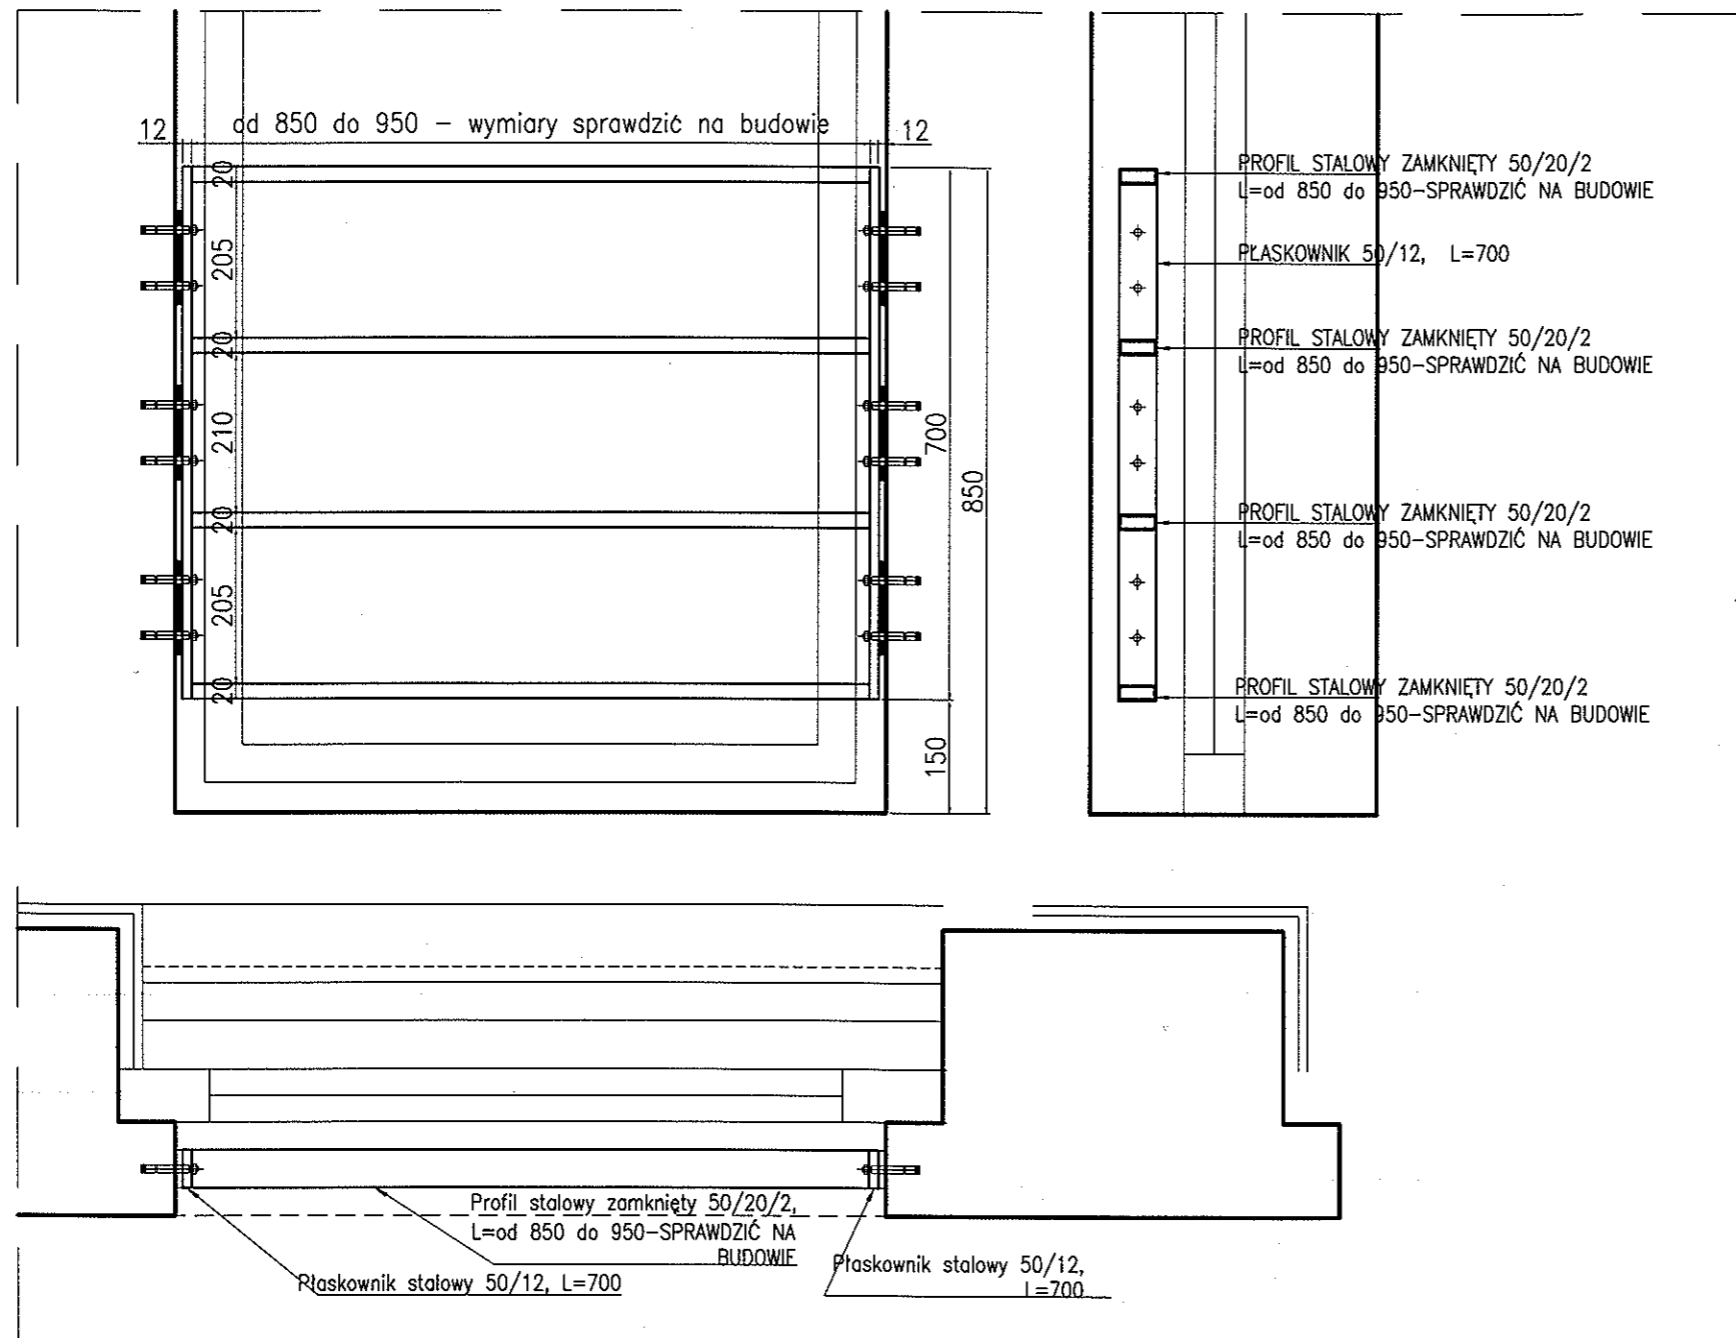 12
od 850 do 950 – wymiary sprawdzić na budowie
12
20
205
20
210
20
205
20
700
850
150
PROFIL STALOWY ZAMKNIĘTY 50/20/2
L=od 850 do 950–SPRAWDZIĆ NA BUDOWIE
PŁASKOWNIK 50/12, L=700
PROFIL STALOWY ZAMKNIĘTY 50/20/2
L=od 850 do 950–SPRAWDZIĆ NA BUDOWIE
PROFIL STALOWY ZAMKNIĘTY 50/20/2
L=od 850 do 950–SPRAWDZIĆ NA BUDOWIE
PROFIL STALOWY ZAMKNIĘTY 50/20/2
L=od 850 do 950–SPRAWDZIĆ NA BUDOWIE
Profil stalowy zamknięty 50/20/2,
L=od 850 do 950–SPRAWDZIĆ NA
BUDOWIE
Płaskownik stalowy 50/12, L=700
Płaskownik stalowy 50/12,
L=700